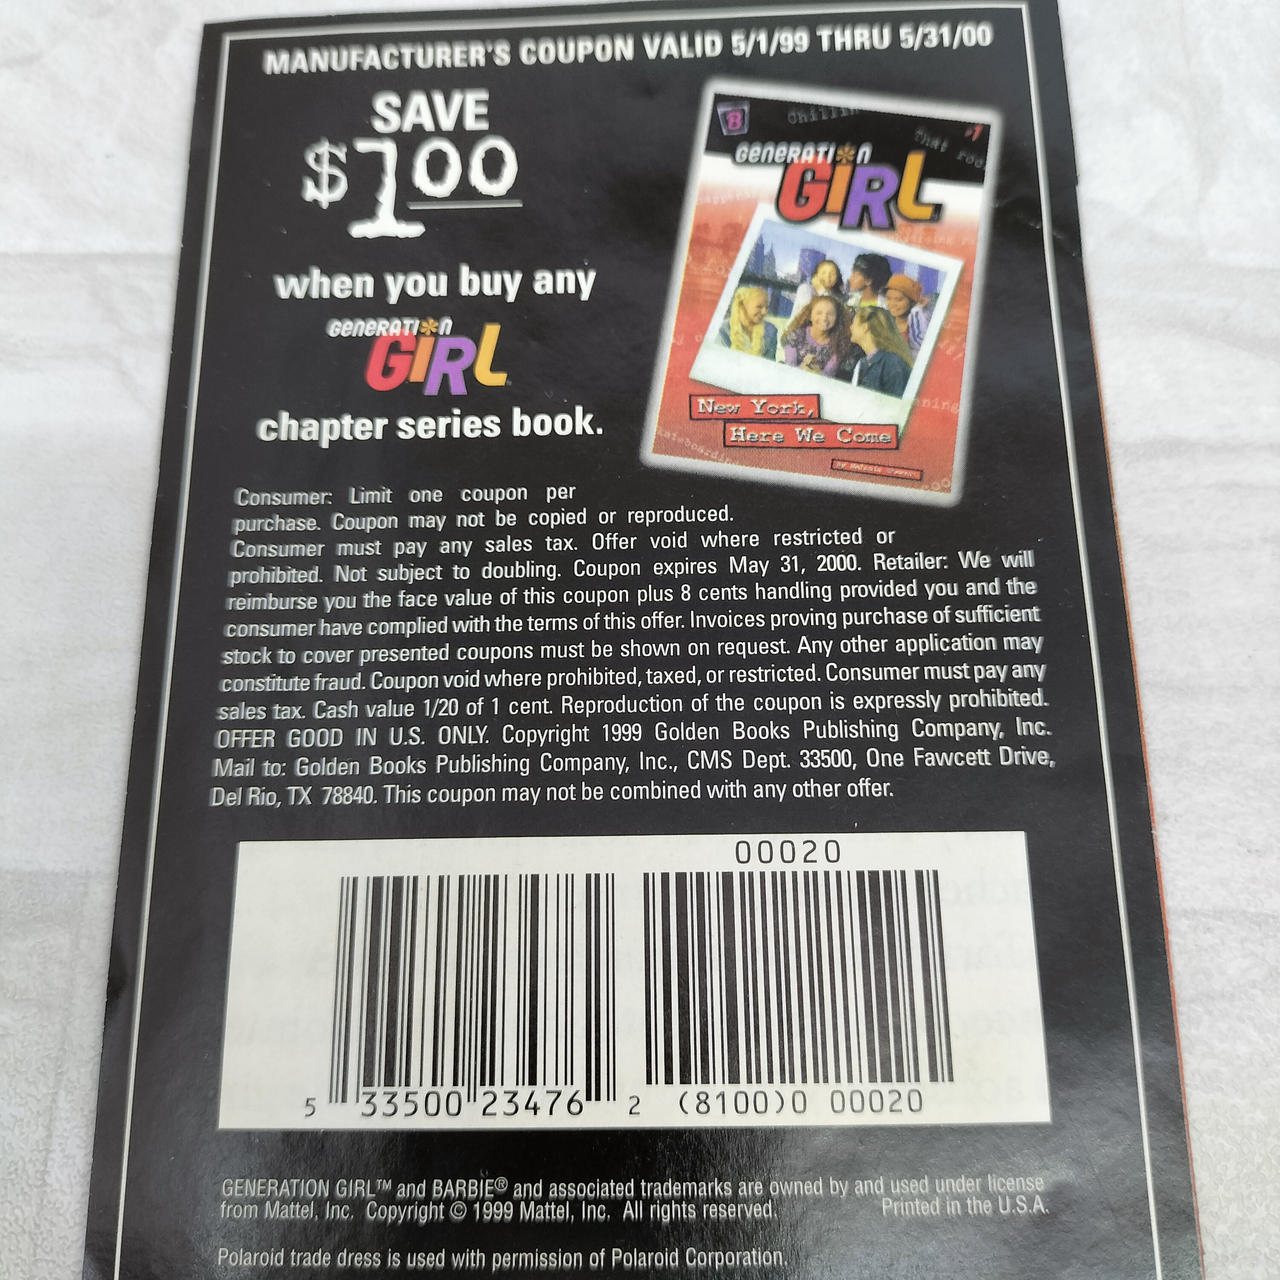 MANUFACTURER'S COUPON VALID 5/1/99 THRU 5/31/00
SAVE
$1.00
when you buy any
GENERATION
GIRL
chapter series book.
B
Chillin
Chat roo
#1
GENERATION
GIRL
New York,
Here We Come
Consumer: Limit one coupon per
purchase. Coupon may not be copied or reproduced.
Consumer must pay any sales tax. Offer void where restricted or
prohibited. Not subject to doubling. Coupon expires May 31, 2000. Retailer: We will
reimburse you the face value of this coupon plus 8 cents handling provided you and the
consumer have complied with the terms of this offer. Invoices proving purchase of sufficient
stock to cover presented coupons must be shown on request. Any other application may
constitute fraud. Coupon void where prohibited, taxed, or restricted. Consumer must pay any
sales tax. Cash value 1/20 of 1 cent. Reproduction of the coupon is expressly prohibited.
OFFER GOOD IN U.S. ONLY. Copyright 1999 Golden Books Publishing Company, Inc.
Mail to: Golden Books Publishing Company, Inc., CMS Dept. 33500, One Fawcett Drive,
Del Rio, TX 78840. This coupon may not be combined with any other offer.
00020
5 33500 23476 2 (8100)0 00020
GENERATION GIRL™ and BARBIE® and associated trademarks are owned by and used under license
from Mattel, Inc. Copyright © 1999 Mattel, Inc. All rights reserved. Printed in the U.S.A.
Polaroid trade dress is used with permission of Polaroid Corporation.